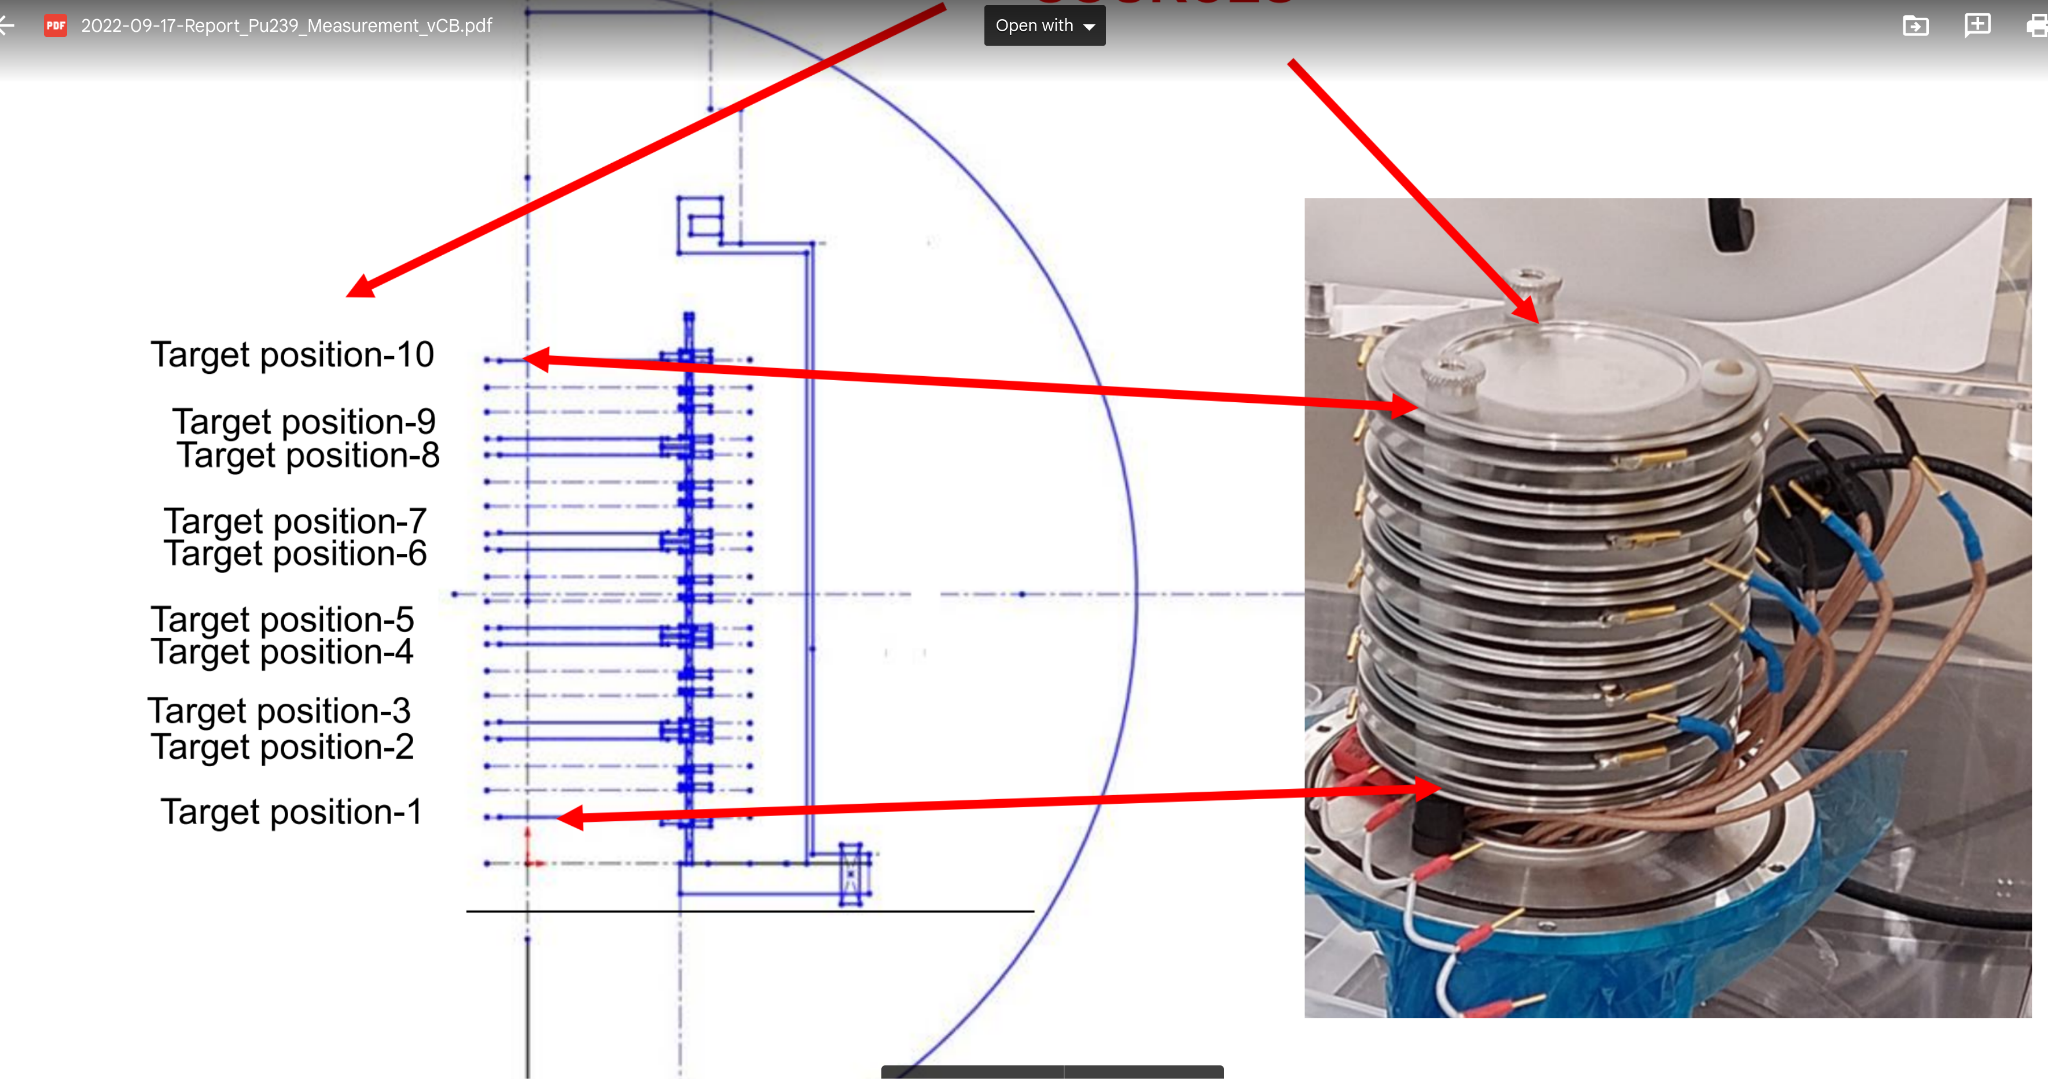 PDF 2022-09-17-Report_Pu239_Measurement_vCB.pdf
Open with
Target position-10
Target position-9
Target position-8
Target position-7
Target position-6
Target position-5
Target position-4
Target position-3
Target position-2
Target position-1